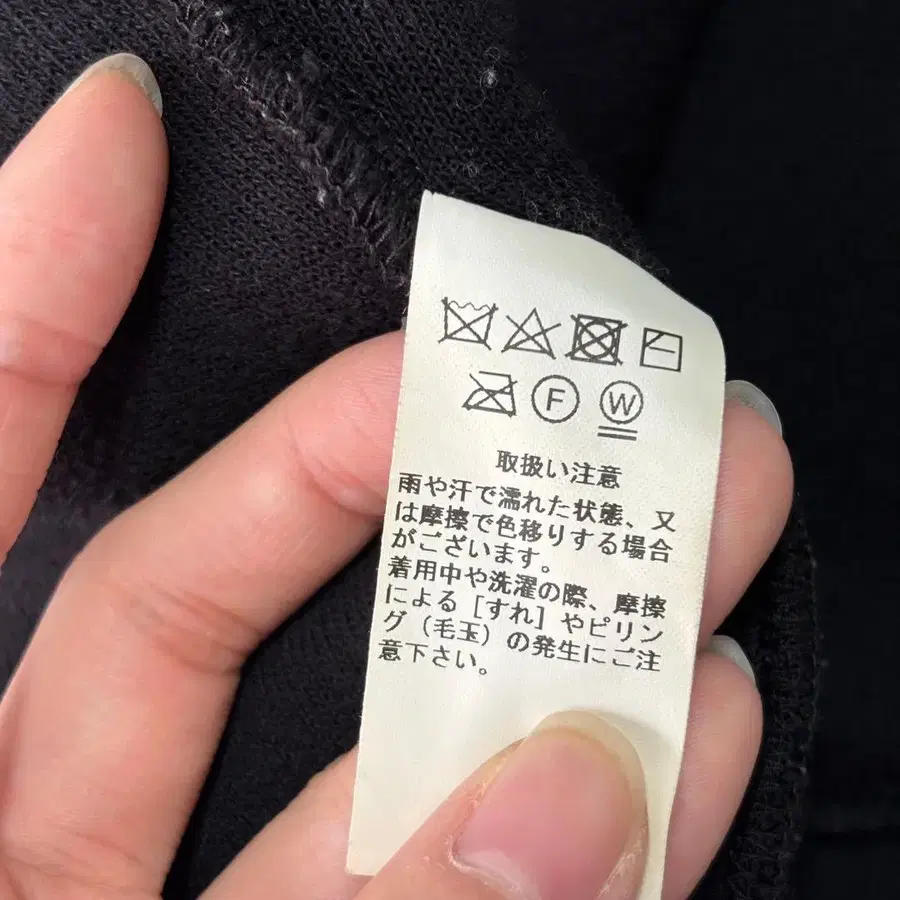 F W
取扱い注意
雨や汗で濡れた状態、又
は摩擦で色移りする場合
がございます。
着用中や洗濯の際、摩擦
による［すれ］やピリン
グ（毛玉）の発生にご注
意下さい。